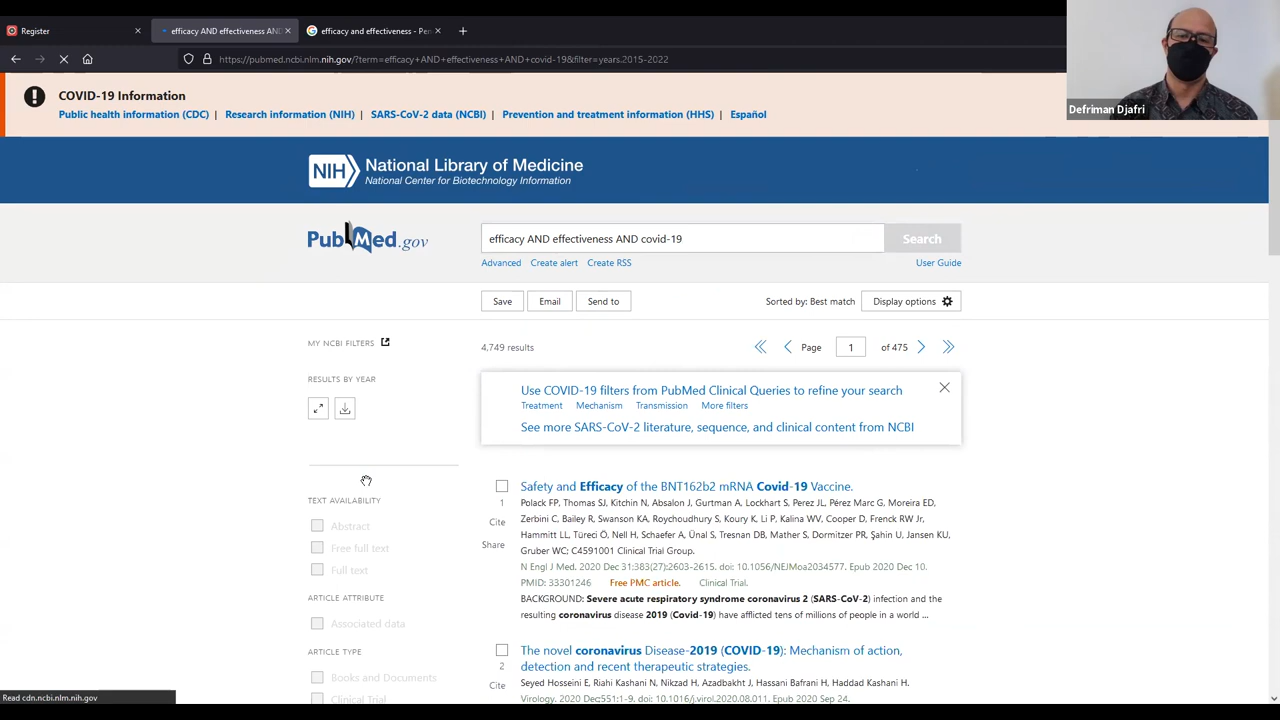 Register
efficacy AND effectiveness AN
efficacy and effectiveness - Pen
https://pubmed.ncbi.nlm.nih.gov/?term=efficacy+AND+effectiveness+AND+covid-19&filter=years.2015-2022
Defriman Djafri
COVID-19 Information
Public health information (CDC) | Research information (NIH) | SARS-CoV-2 data (NCBI) | Prevention and treatment information (HHS) | Español
NIH National Library of Medicine
National Center for Biotechnology Information
PubMed.gov
efficacy AND effectiveness AND covid-19
Search
Advanced Create alert Create RSS
User Guide
Save Email Send to
Sorted by: Best match Display options
MY NCBI FILTERS
4,749 results
Page 1 of 475
RESULTS BY YEAR
Use COVID-19 filters from PubMed Clinical Queries to refine your search
Treatment Mechanism Transmission More filters
See more SARS-CoV-2 literature, sequence, and clinical content from NCBI
TEXT AVAILABILITY
Abstract
Free full text
Full text
ARTICLE ATTRIBUTE
Associated data
ARTICLE TYPE
Books and Documents
Clinical Trial
1
Cite
Share
Safety and Efficacy of the BNT162b2 mRNA Covid-19 Vaccine.
Polack FP, Thomas SJ, Kitchin N, Absalon J, Gurtman A, Lockhart S, Perez JL, Pérez Marc G, Moreira ED,
Zerbini C, Bailey R, Swanson KA, Roychoudhury S, Koury K, Li P, Kalina WV, Cooper D, Frenck RW Jr,
Hammitt LL, Türeci Ö, Nell H, Schaefer A, Ünal S, Tresnan DB, Mather S, Dormitzer PR, Şahin U, Jansen KU,
Gruber WC; C4591001 Clinical Trial Group.
N Engl J Med. 2020 Dec 31;383(27):2603-2615. doi: 10.1056/NEJMoa2034577. Epub 2020 Dec 10.
PMID: 33301246 Free PMC article. Clinical Trial.
BACKGROUND: Severe acute respiratory syndrome coronavirus 2 (SARS-CoV-2) infection and the
resulting coronavirus disease 2019 (Covid-19) have afflicted tens of millions of people in a world ...
2
Cite
The novel coronavirus Disease-2019 (COVID-19): Mechanism of action,
detection and recent therapeutic strategies.
Seyed Hosseini E, Riahi Kashani N, Nikzad H, Azadbakht J, Hassani Bafrani H, Haddad Kashani H.
Virology. 2020 Dec;551:1-9. doi: 10.1016/j.virol.2020.08.011. Epub 2020 Sep 24.
Read cdn.ncbi.nlm.nih.gov